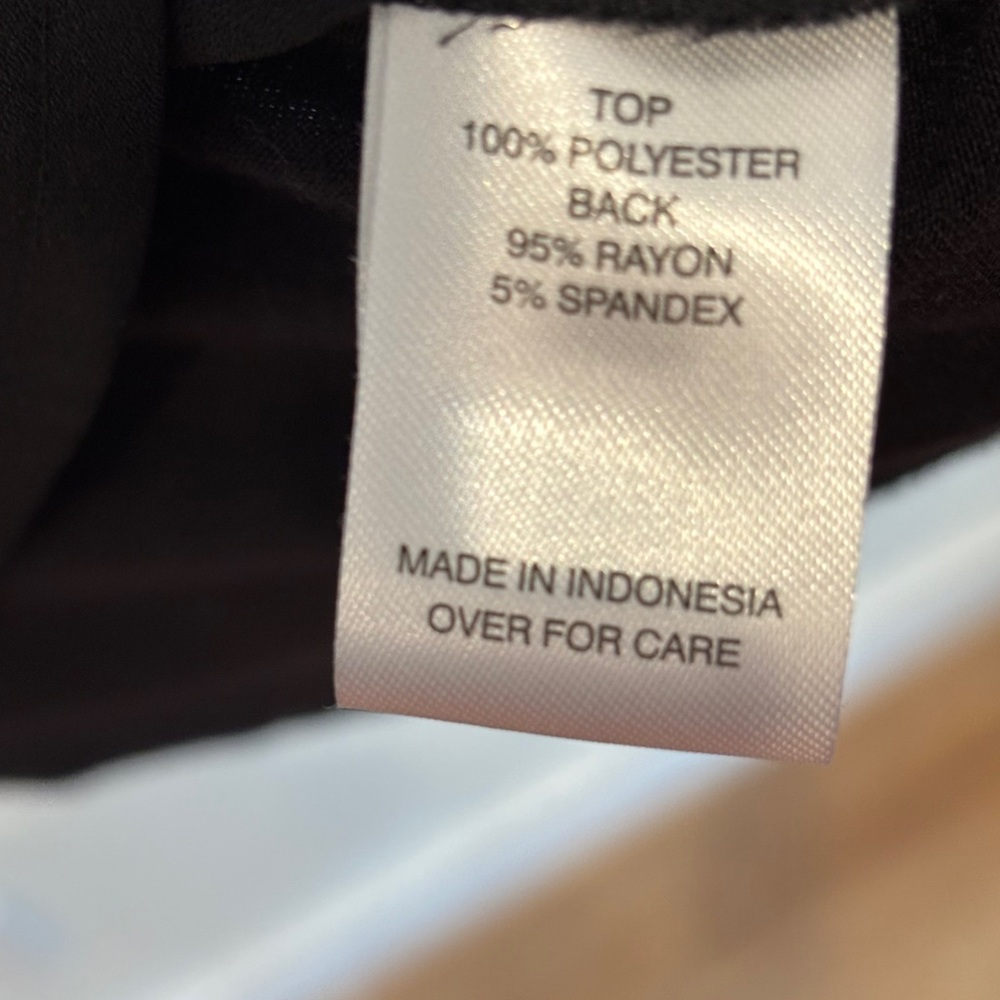 TOP
100% POLYESTER
BACK
95% RAYON
5% SPANDEX
MADE IN INDONESIA
OVER FOR CARE